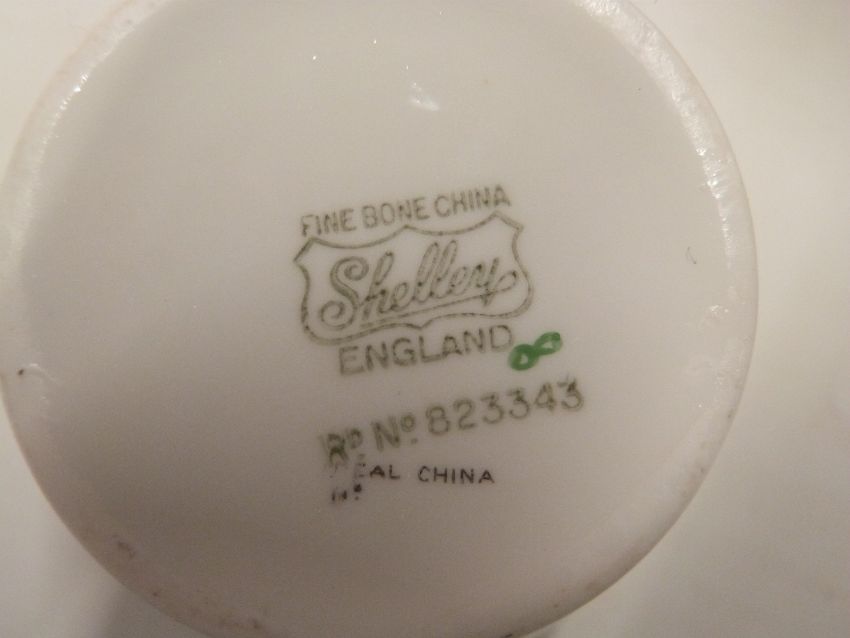 FINE BONE CHINA
Shelley
ENGLAND
RD No. 823343
CHINA